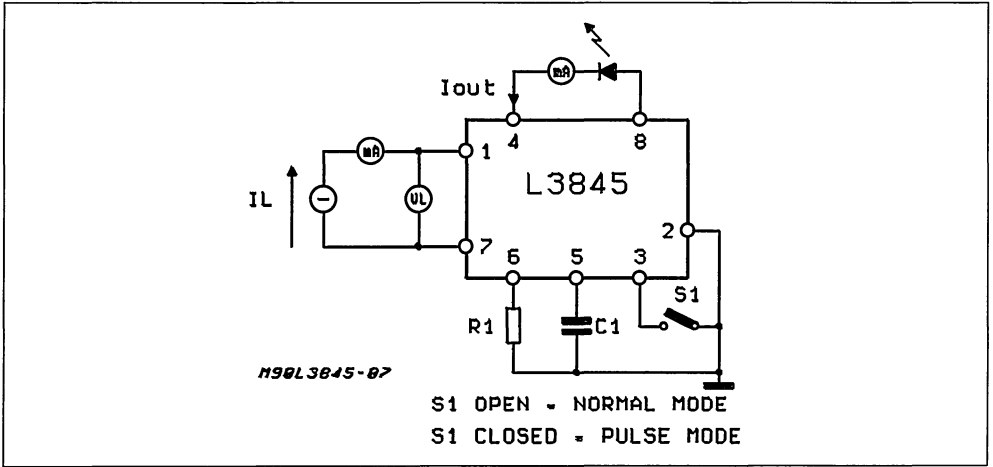 mA
Iout
4
8
mA
1
IL
VL
L3845
7
2
6
5
3
S1
R1
C1
M98L3845-07
S1 OPEN = NORMAL MODE
S1 CLOSED = PULSE MODE